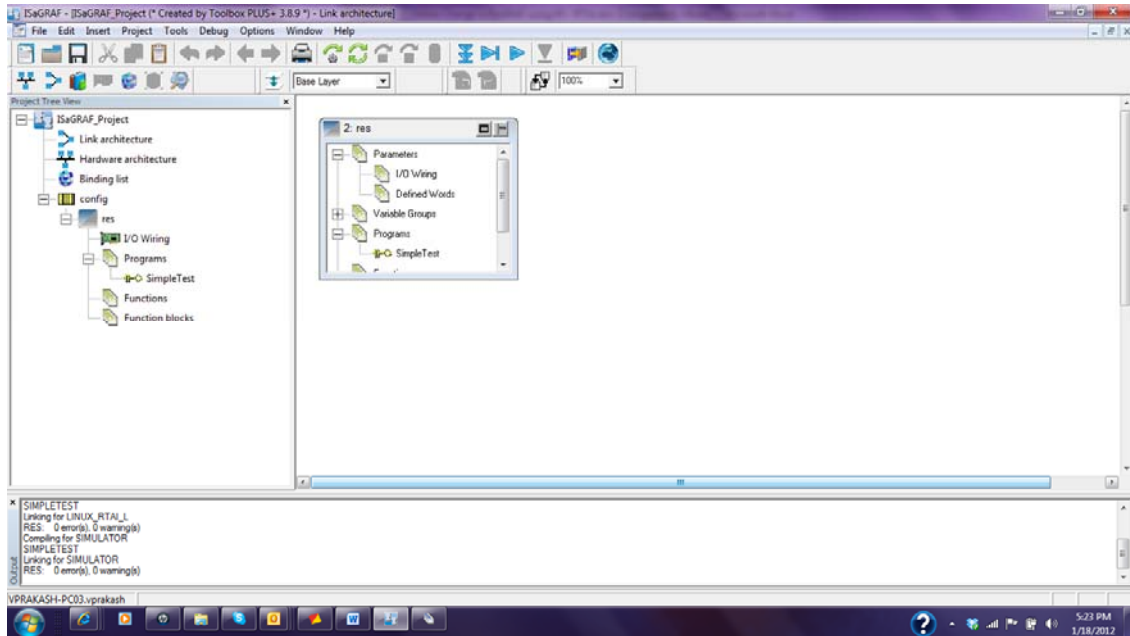 ISaGRAF - [ISaGRAF_Project (* Created by Toolbox PLUS+ 3.8.9 *) - Link architecture]
File Edit Insert Project Tools Debug Options Window Help
Base Layer
100%
Project Tree View
ISaGRAF_Project
Link architecture
Hardware architecture
Binding list
config
res
I/O Wiring
Programs
SimpleTest
Functions
Function blocks
2: res
Parameters
I/O Wiring
Defined Words
Variable Groups
Programs
SimpleTest
Output
SIMPLETEST
Linking for LINUX_RTAI_L
RES: 0 error(s), 0 warning(s)
Compiling for SIMULATOR
SIMPLETEST
Linking for SIMULATOR
RES: 0 error(s), 0 warning(s)
VPRAKASH-PC03.vprakash
5:23 PM
1/18/2012